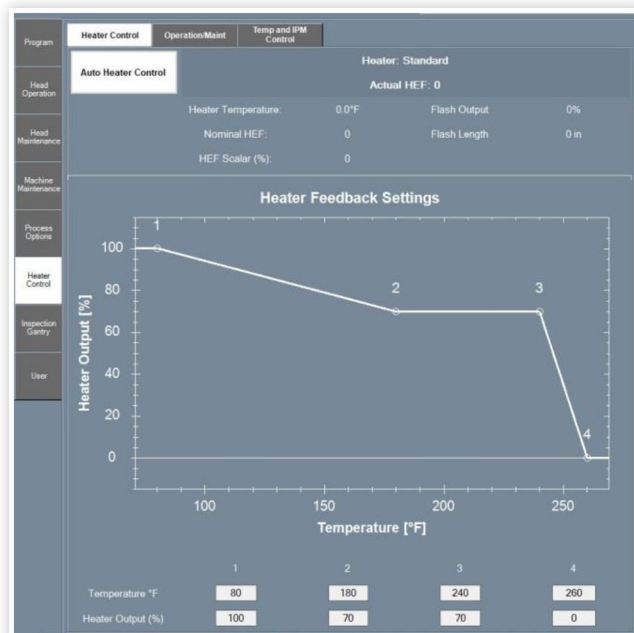 Program
Head Operation
Head Maintenance
Machine Maintenance
Process Options
Heater Control
Inspection Gantry
User
Heater Control Operation/Maint Temp and IPM Control
Auto Heater Control
Heater: Standard
Actual HEF: 0
Heater Temperature: 0.0°F Flash Output 0%
Nominal HEF: 0 Flash Length 0 in
HEF Scalar (%): 0
Heater Feedback Settings
1
2
3
4
Heater Output [%]
100
80
60
40
20
0
100 150 200 250
Temperature [°F]
1 2 3 4
Temperature °F 80 180 240 260
Heater Output (%) 100 70 70 0